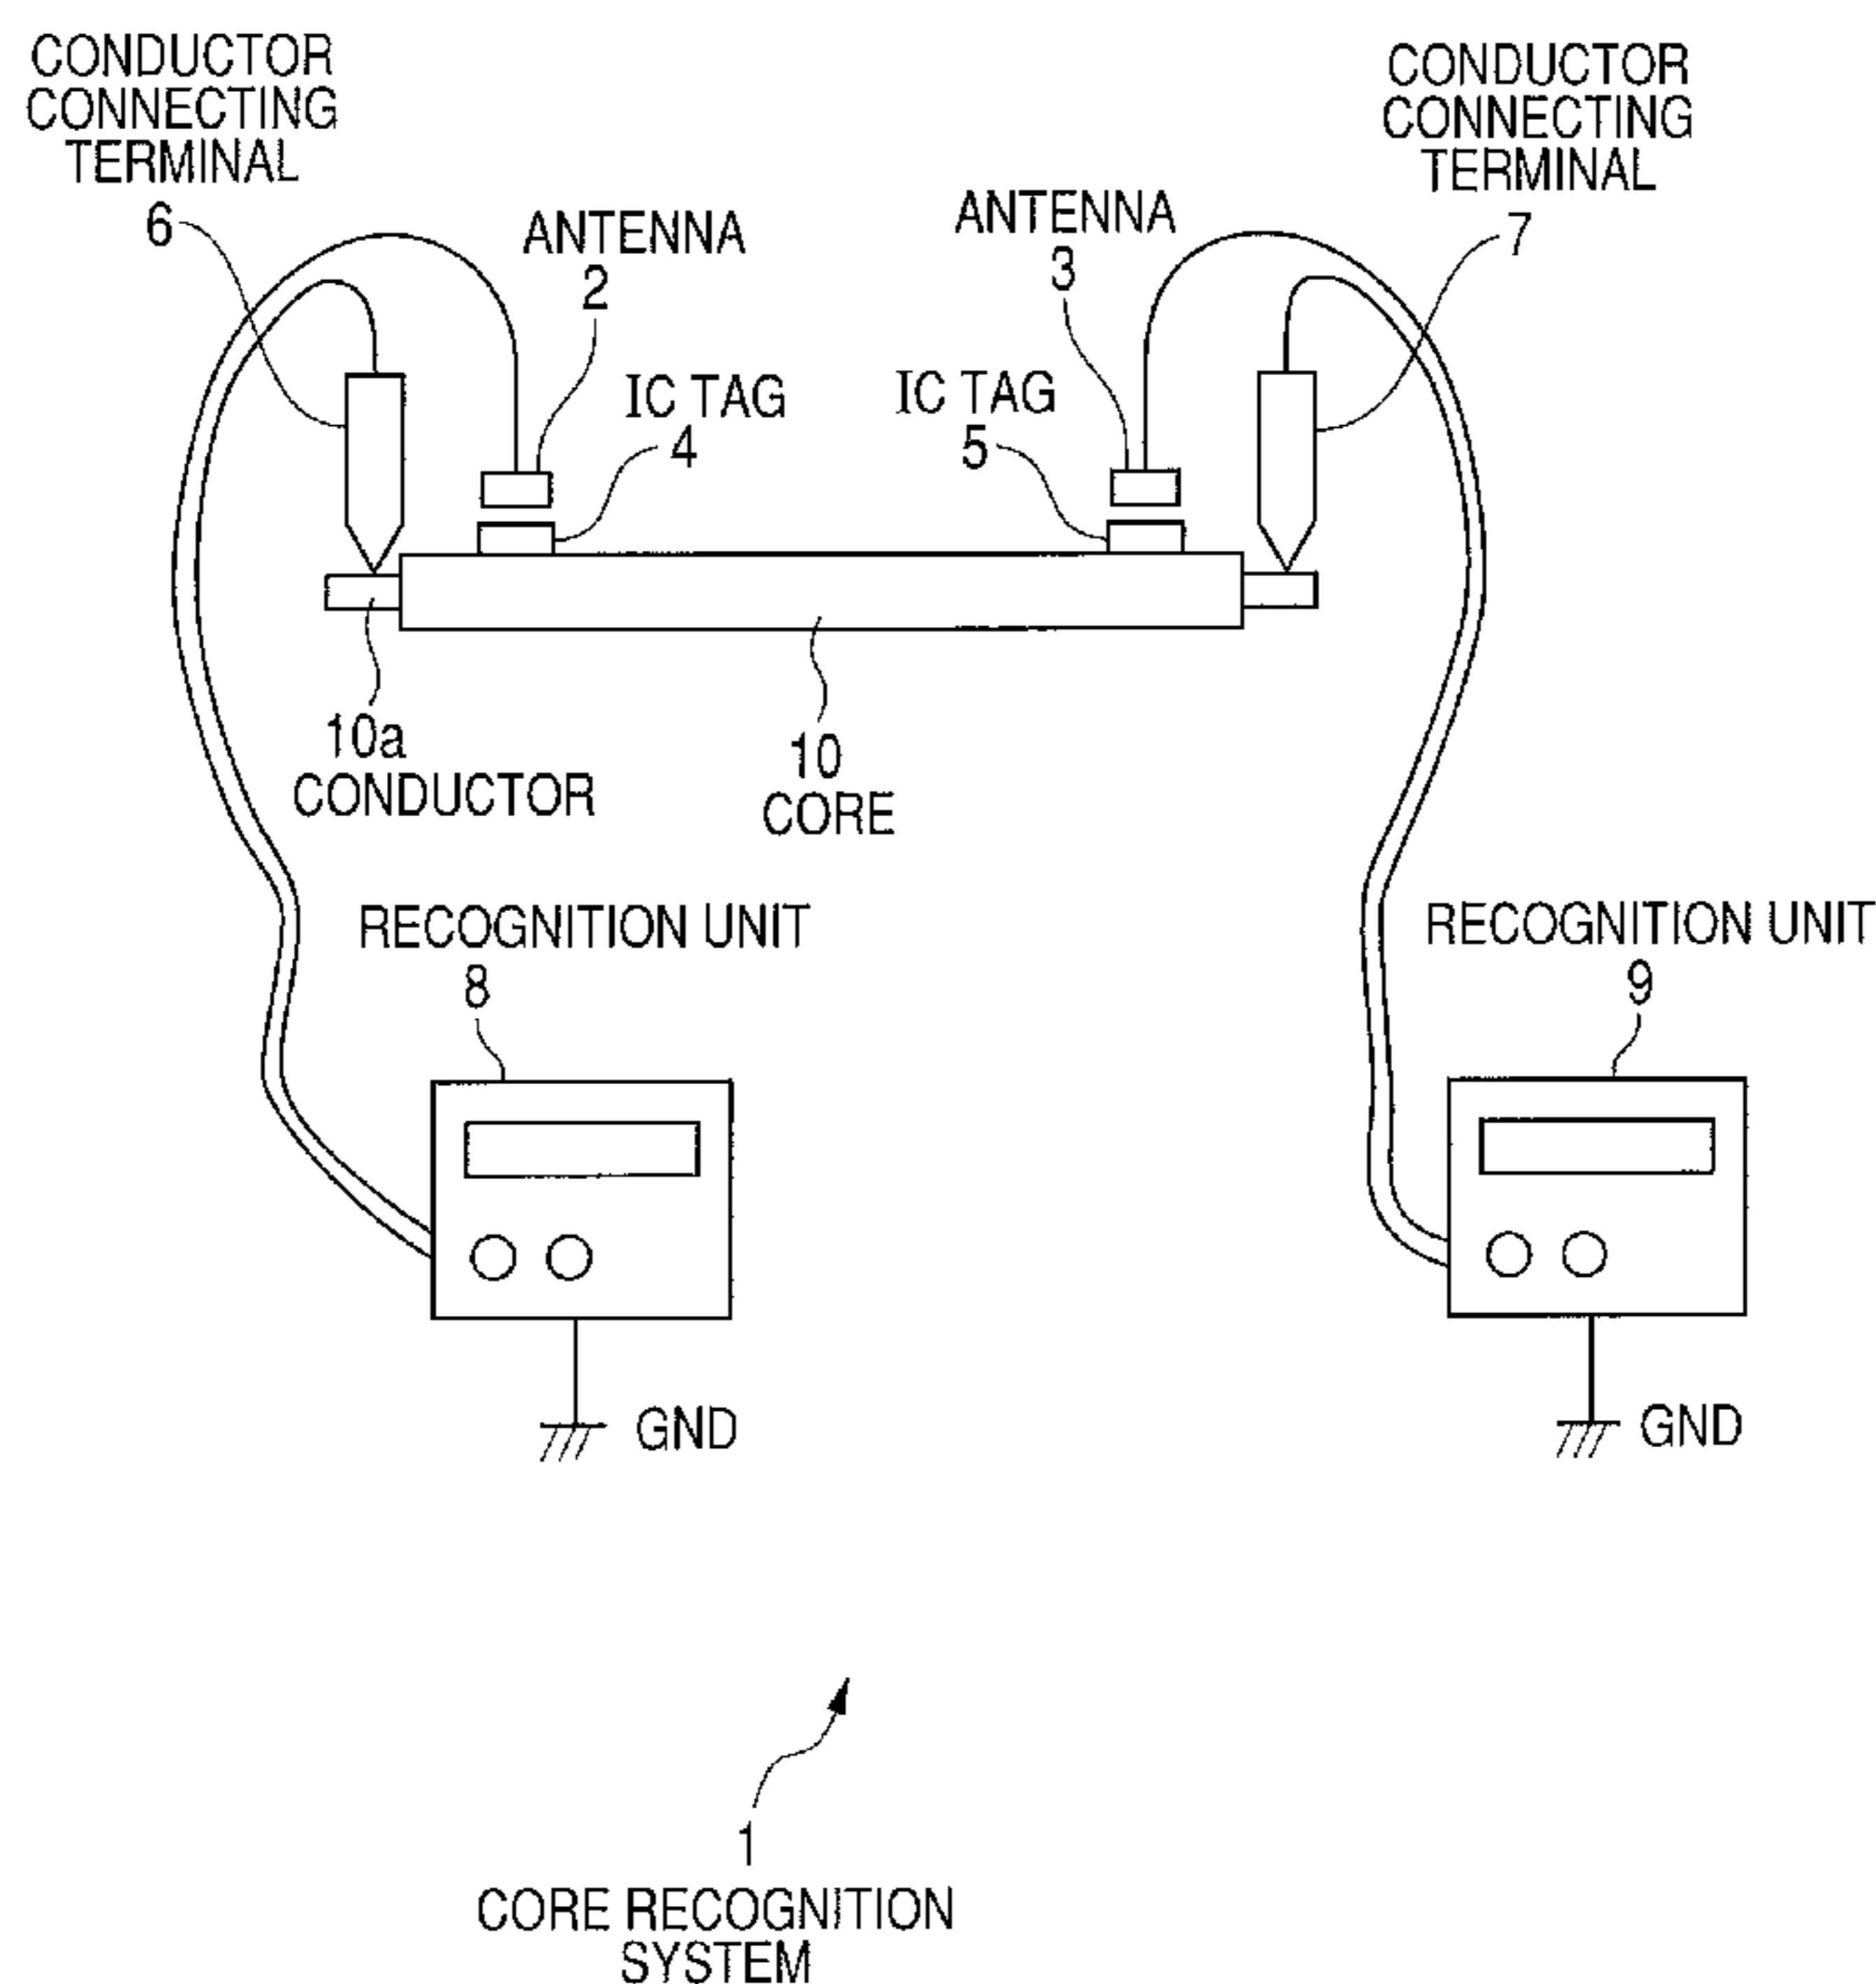 CONDUCTOR
CONNECTING
TERMINAL
6
ANTENNA
2
ANTENNA
3
CONDUCTOR
CONNECTING
TERMINAL
7
IC TAG
4
IC TAG
5
10a
CONDUCTOR
10
CORE
RECOGNITION UNIT
8
RECOGNITION UNIT
9
GND
GND
1
CORE RECOGNITION
SYSTEM